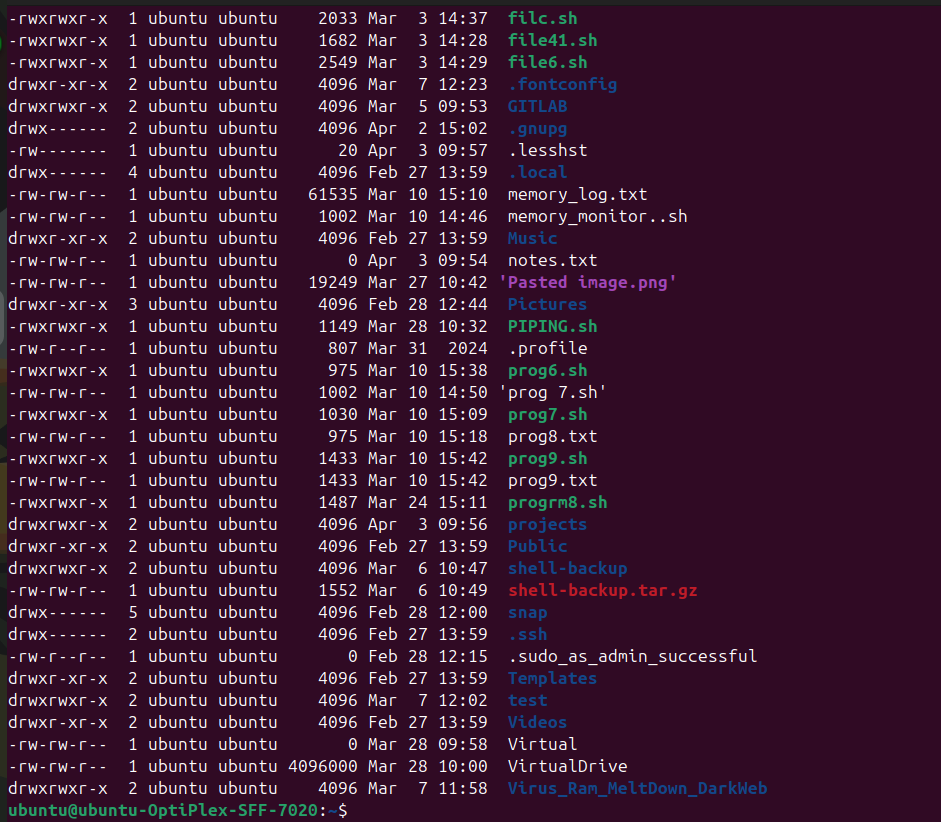 -rwxrwxr-x  1 ubuntu ubuntu    2033 Mar  3 14:37  filc.sh
-rwxrwxr-x  1 ubuntu ubuntu    1682 Mar  3 14:28  file41.sh
-rwxrwxr-x  1 ubuntu ubuntu    2549 Mar  3 14:29  file6.sh
drwxr-xr-x  2 ubuntu ubuntu    4096 Mar  7 12:23  .fontconfig
drwxrwxr-x  2 ubuntu ubuntu    4096 Mar  5 09:53  GITLAB
drwx------  2 ubuntu ubuntu    4096 Apr  2 15:02  .gnupg
-rw-------  1 ubuntu ubuntu      20 Apr  3 09:57  .lesshst
drwx------  4 ubuntu ubuntu    4096 Feb 27 13:59  .local
-rw-rw-r--  1 ubuntu ubuntu   61535 Mar 10 15:10  memory_log.txt
-rw-rw-r--  1 ubuntu ubuntu    1002 Mar 10 14:46  memory_monitor..sh
drwxr-xr-x  2 ubuntu ubuntu    4096 Feb 27 13:59  Music
-rw-rw-r--  1 ubuntu ubuntu       0 Apr  3 09:54  notes.txt
-rw-rw-r--  1 ubuntu ubuntu   19249 Mar 27 10:42 'Pasted image.png'
drwxr-xr-x  3 ubuntu ubuntu    4096 Feb 28 12:44  Pictures
-rwxrwxr-x  1 ubuntu ubuntu    1149 Mar 28 10:32  PIPING.sh
-rw-r--r--  1 ubuntu ubuntu     807 Mar 31  2024  .profile
-rwxrwxr-x  1 ubuntu ubuntu     975 Mar 10 15:38  prog6.sh
-rw-rw-r--  1 ubuntu ubuntu    1002 Mar 10 14:50 'prog 7.sh'
-rwxrwxr-x  1 ubuntu ubuntu    1030 Mar 10 15:09  prog7.sh
-rw-rw-r--  1 ubuntu ubuntu     975 Mar 10 15:18  prog8.txt
-rwxrwxr-x  1 ubuntu ubuntu    1433 Mar 10 15:42  prog9.sh
-rw-rw-r--  1 ubuntu ubuntu    1433 Mar 10 15:42  prog9.txt
-rwxrwxr-x  1 ubuntu ubuntu    1487 Mar 24 15:11  progrm8.sh
drwxrwxr-x  2 ubuntu ubuntu    4096 Apr  3 09:56  projects
drwxr-xr-x  2 ubuntu ubuntu    4096 Feb 27 13:59  Public
drwxrwxr-x  2 ubuntu ubuntu    4096 Mar  6 10:47  shell-backup
-rw-rw-r--  1 ubuntu ubuntu    1552 Mar  6 10:49  shell-backup.tar.gz
drwx------  5 ubuntu ubuntu    4096 Feb 28 12:00  snap
drwx------  2 ubuntu ubuntu    4096 Feb 27 13:59  .ssh
-rw-r--r--  1 ubuntu ubuntu       0 Feb 28 12:15  .sudo_as_admin_successful
drwxr-xr-x  2 ubuntu ubuntu    4096 Feb 27 13:59  Templates
drwxrwxr-x  2 ubuntu ubuntu    4096 Mar  7 12:02  test
drwxr-xr-x  2 ubuntu ubuntu    4096 Feb 27 13:59  Videos
-rw-rw-r--  1 ubuntu ubuntu       0 Mar 28 09:58  Virtual
-rw-rw-r--  1 ubuntu ubuntu 4096000 Mar 28 10:00  VirtualDrive
drwxrwxr-x  2 ubuntu ubuntu    4096 Mar  7 11:58  Virus_Ram_MeltDown_DarkWeb
ubuntu@ubuntu-OptiPlex-SFF-7020:~$